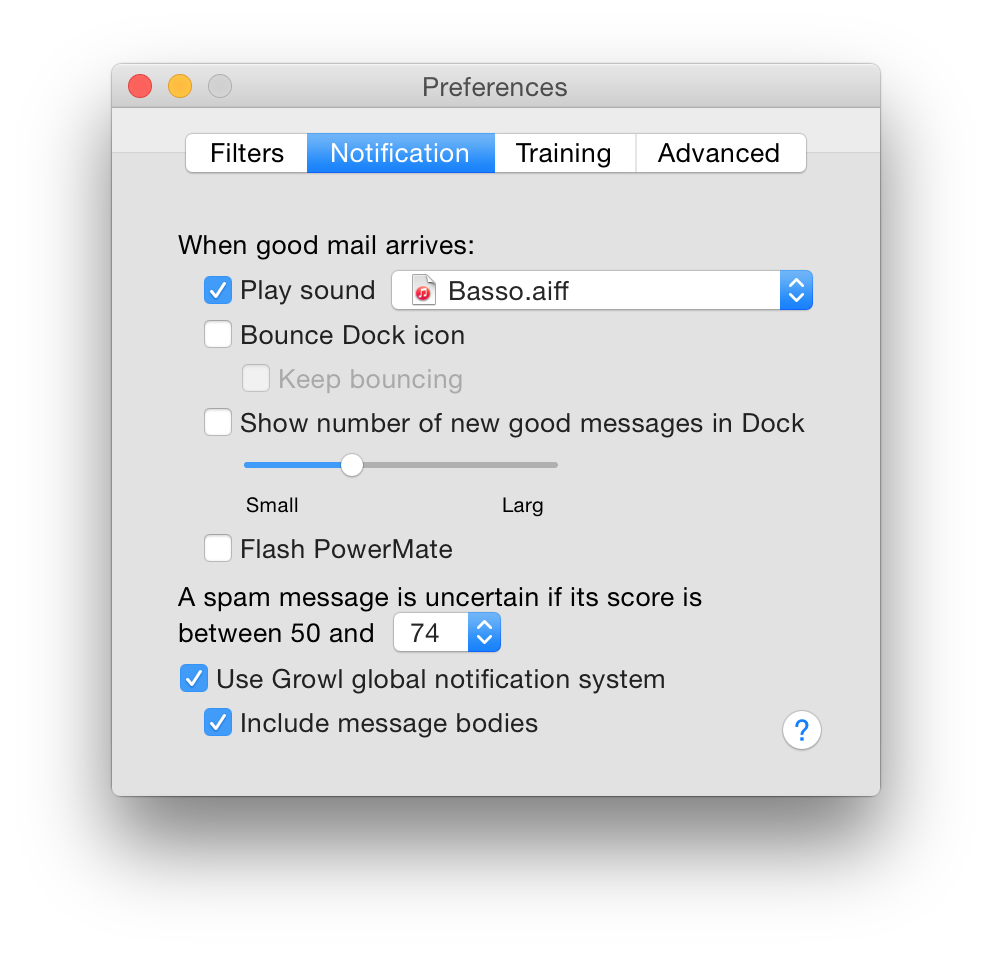 Preferences
Filters Notification Training Advanced
When good mail arrives:
Play sound Basso.aiff
Bounce Dock icon
Keep bouncing
Show number of new good messages in Dock
Small Larg
Flash PowerMate
A spam message is uncertain if its score is
between 50 and 74
Use Growl global notification system
Include message bodies
?